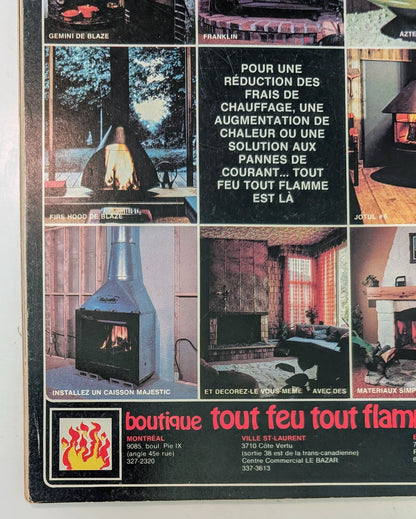 GEMINI DE BLAZE
FRANKLIN
POUR UNE
RÉDUCTION DES
FRAIS DE
CHAUFFAGE, UNE
AUGMENTATION DE
CHALEUR OU UNE
SOLUTION AUX
PANNES DE
COURANT... TOUT
FEU TOUT FLAMME
EST LÀ
FIRE HOOD DE BLAZE
JOTUL #6
Majestic
INSTALLEZ UN CAISSON MAJESTIC
ET DECOREZ-LE VOUS-MEME AVEC DES
MATERIAUX SIMP
boutique tout feu tout flam
MONTRÉAL
9085, boul. Pie IX
(angle 45e rue)
327-2320
VILLE ST-LAURENT
3710 Côte Vertu
(sortie 38 est de la trans-canadienne)
Centre Commercial LE BAZAR
337-3613